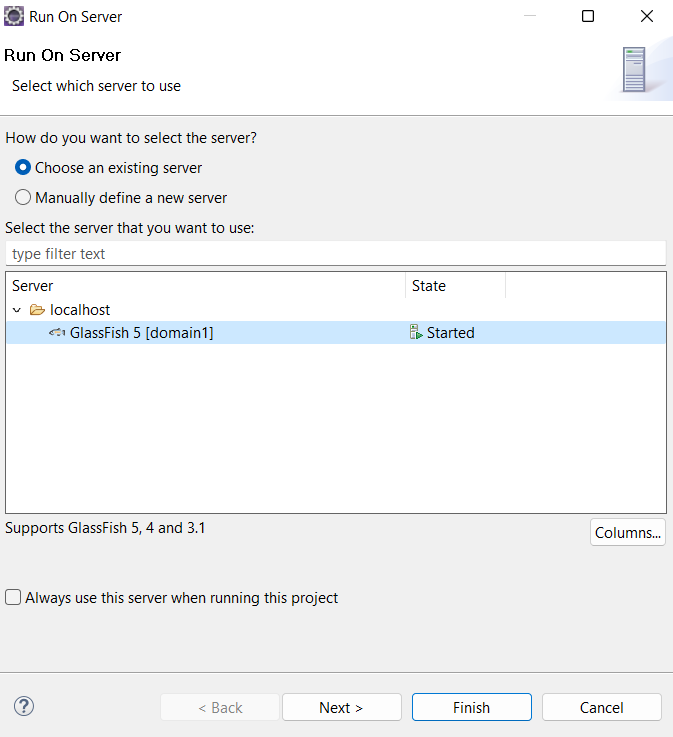 Run On Server
Run On Server
Select which server to use
How do you want to select the server?
Choose an existing server
Manually define a new server
Select the server that you want to use:
type filter text
Server State
localhost
GlassFish 5 [domain1] Started
Supports GlassFish 5, 4 and 3.1
Columns...
Always use this server when running this project
? < Back Next > Finish Cancel